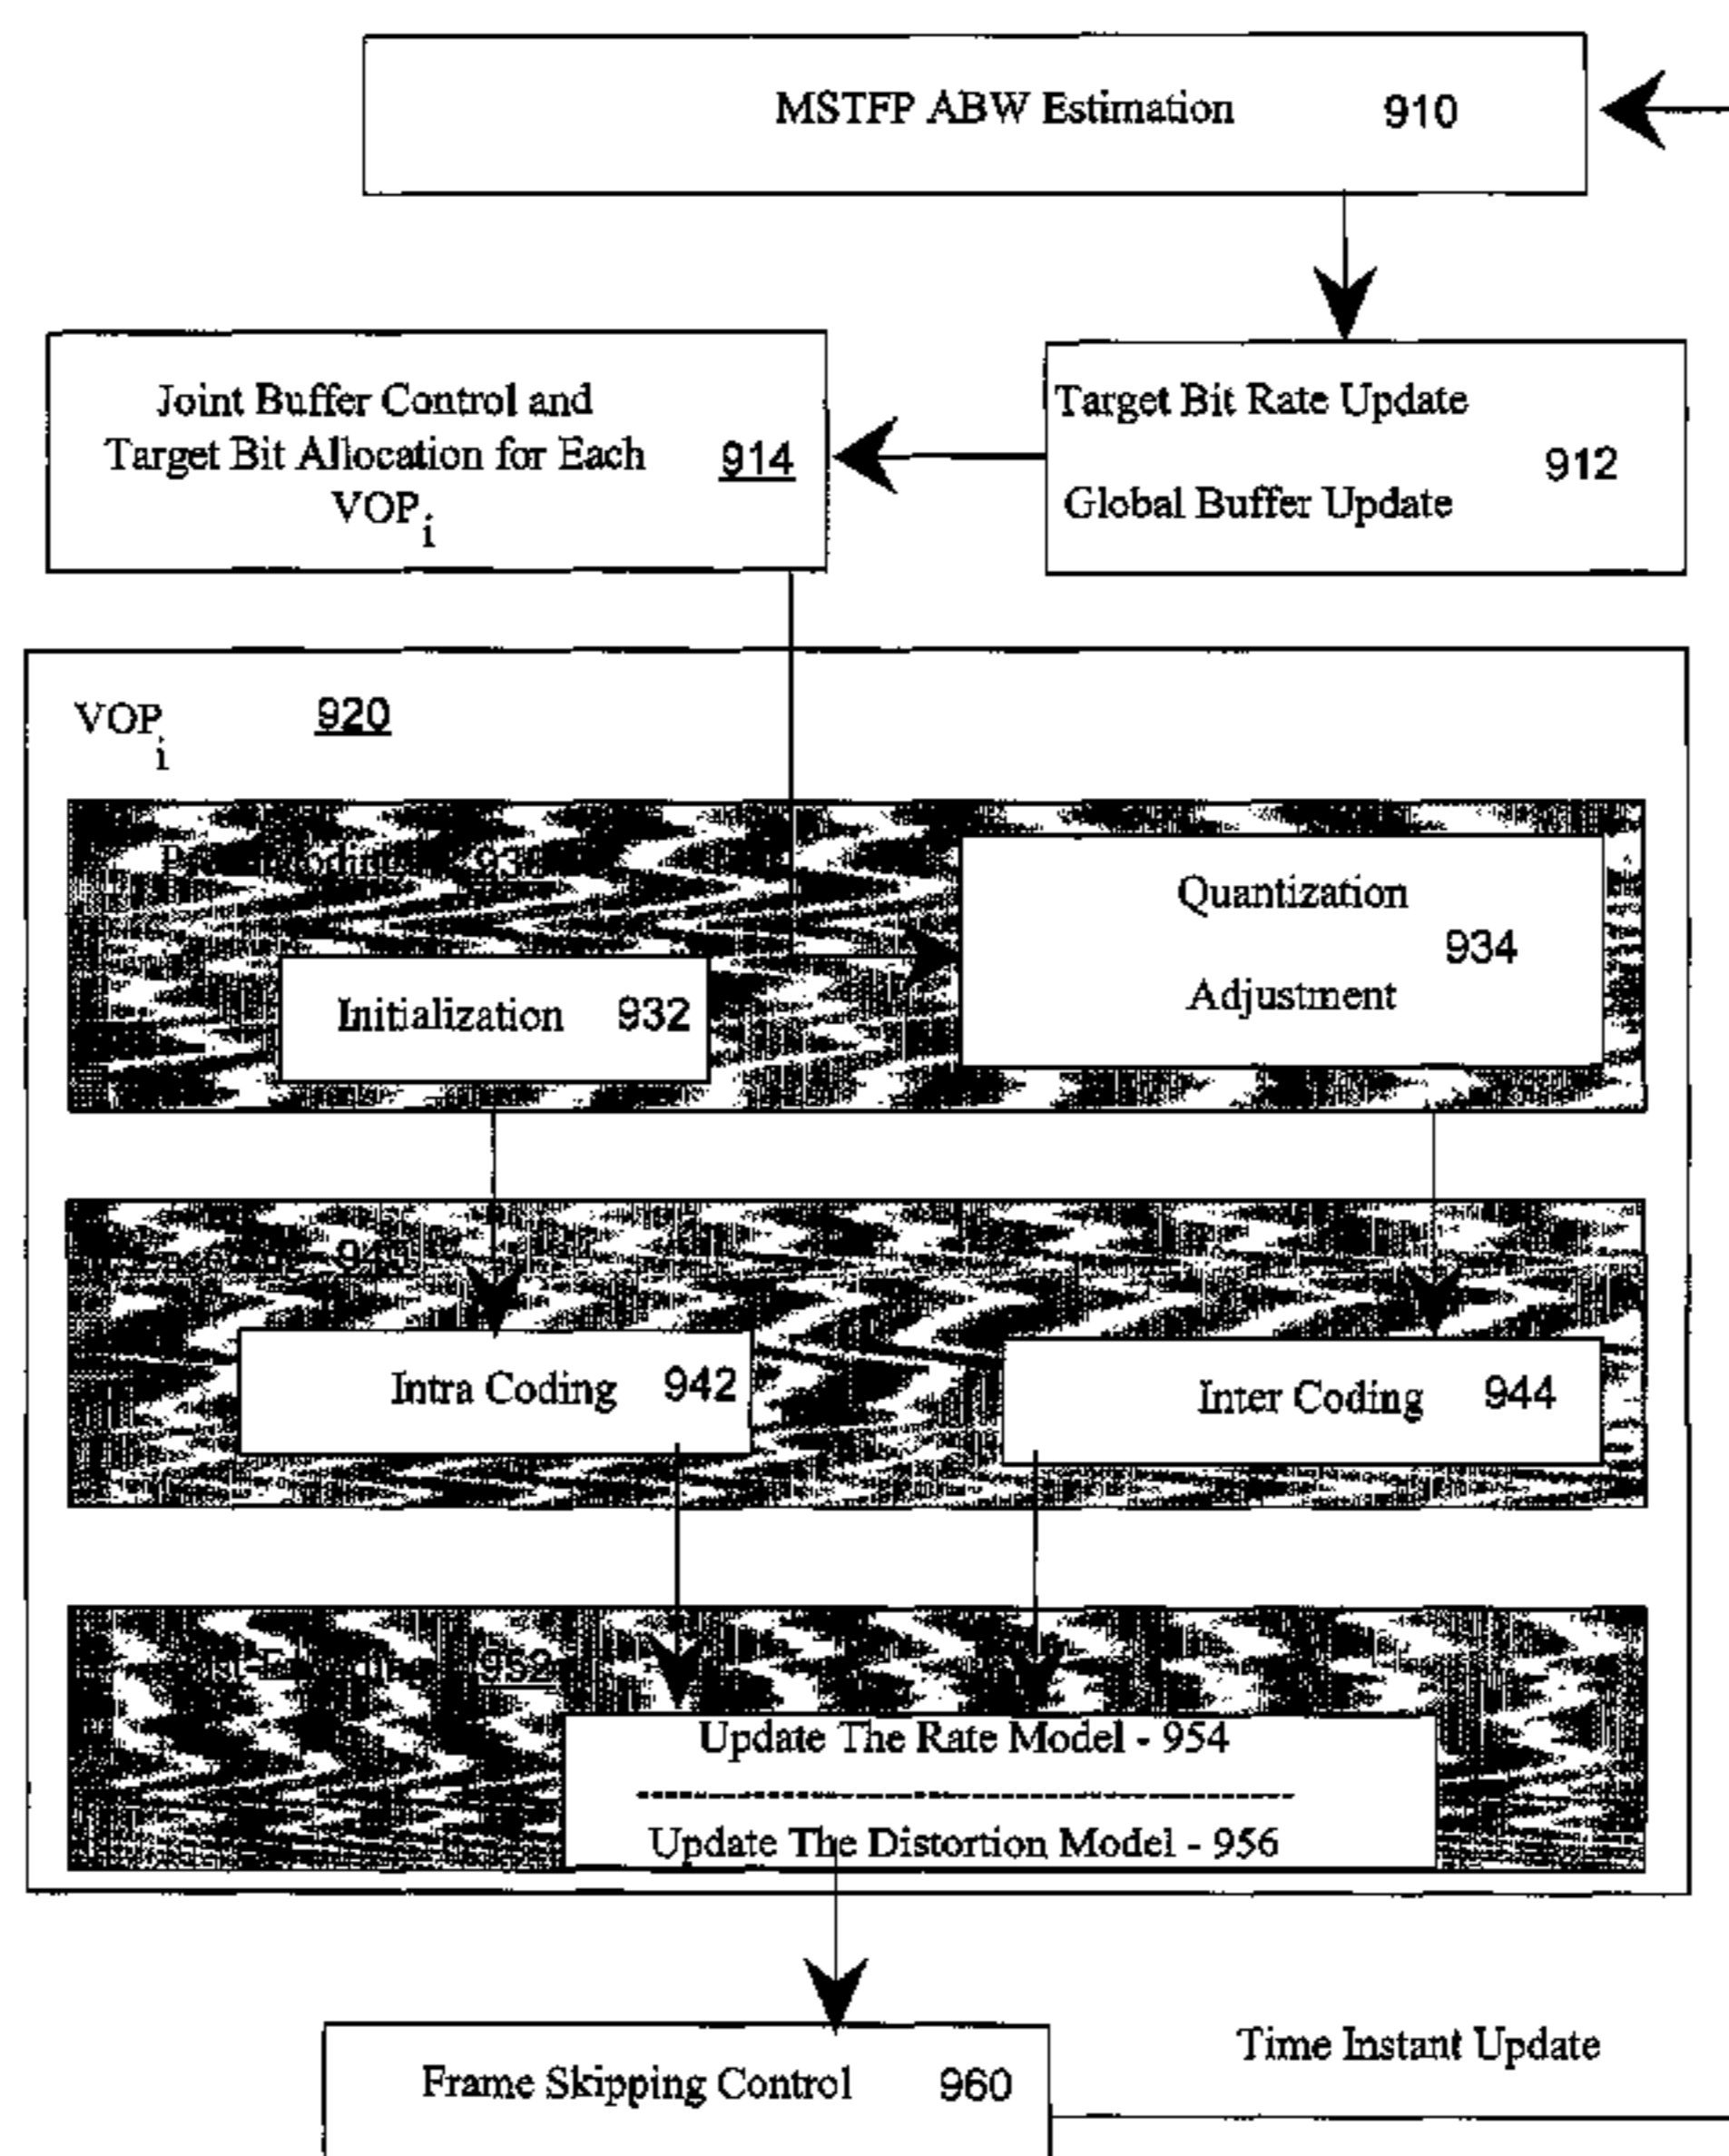 MSTFP ABW Estimation 910
Joint Buffer Control and
Target Bit Allocation for Each 914
VOPi
Target Bit Rate Update
912
Global Buffer Update
VOPi 920
Quantization
934
Adjustment
Initialization 932
Intra Coding 942
Inter Coding 944
952
Update The Rate Model - 954
Update The Distortion Model - 956
Frame Skipping Control 960
Time Instant Update